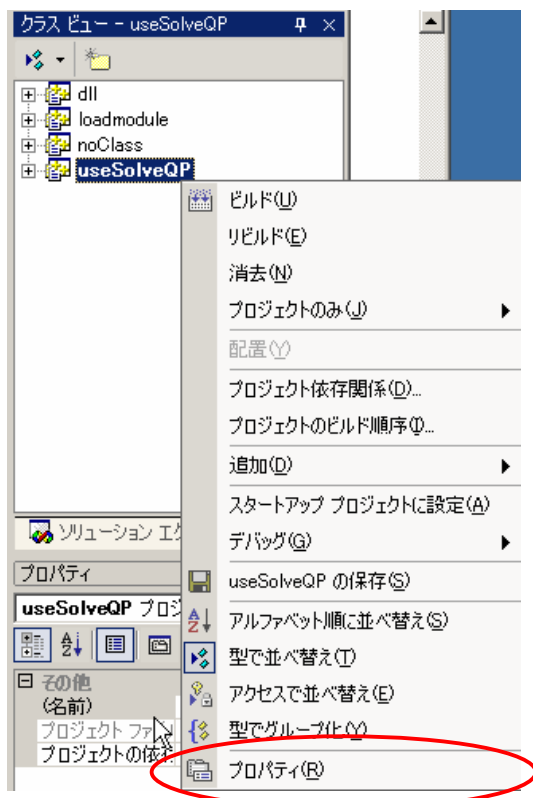 クラス ビュー - useSolveQP
dll
loadmodule
noClass
useSolveQP
ビルド(U)
リビルド(E)
消去(N)
プロジェクトのみ(J)
配置(Y)
プロジェクト依存関係(D)...
プロジェクトのビルド順序(I)...
追加(D)
スタートアップ プロジェクトに設定(A)
デバッグ(G)
useSolveQP の保存(S)
アルファベット順に並べ替え(S)
型で並べ替え(T)
アクセスで並べ替え(E)
型でグループ化(Y)
プロパティ(R)
ソリューション エク
プロパティ
useSolveQP プロジ
その他
(名前)
プロジェクト ファイ
プロジェクトの依存